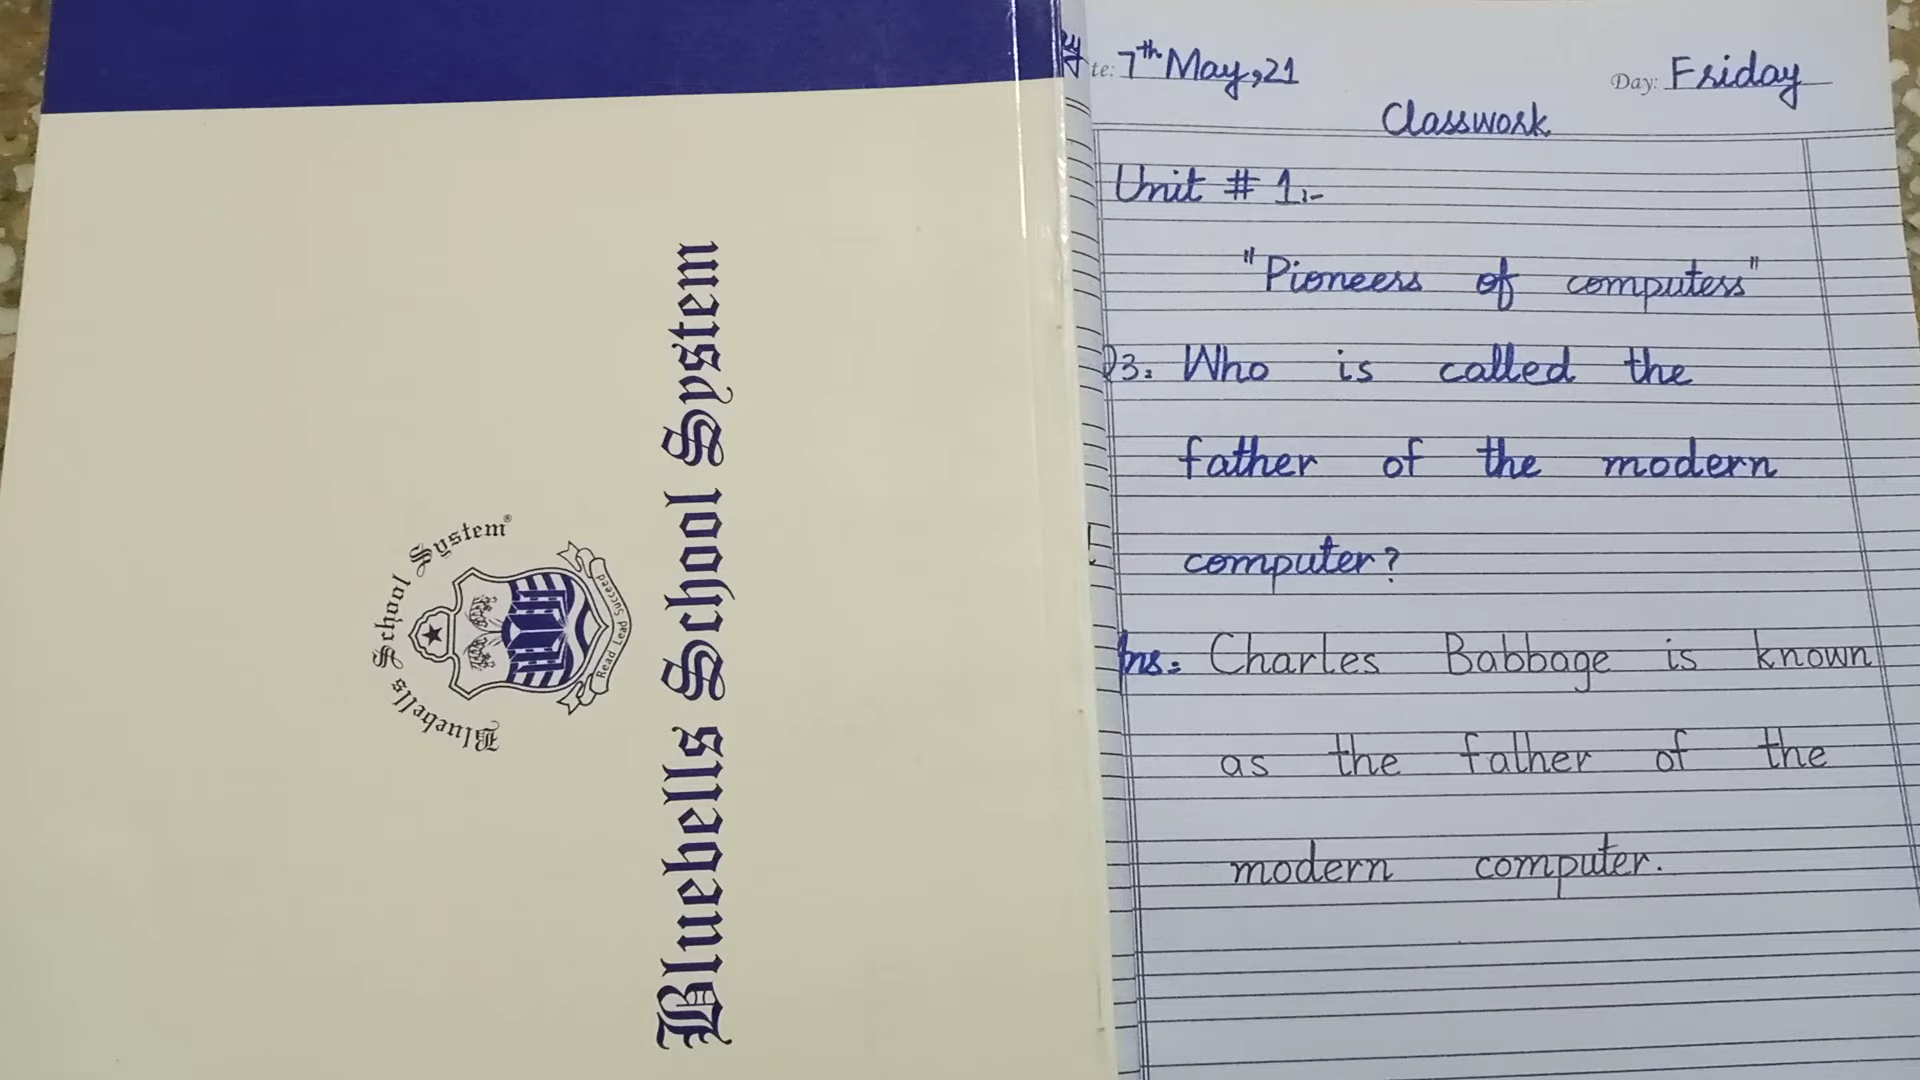 Bluebells School System
Bluebells School System®
Read Lead Succeed
te: 7th May,21 Day: Friday
Classwork
Unit # 1:-
"Pioneers of computers"
Q3: Who is called the
father of the modern
computer?
Ans: Charles Babbage is known
as the father of the
modern computer.